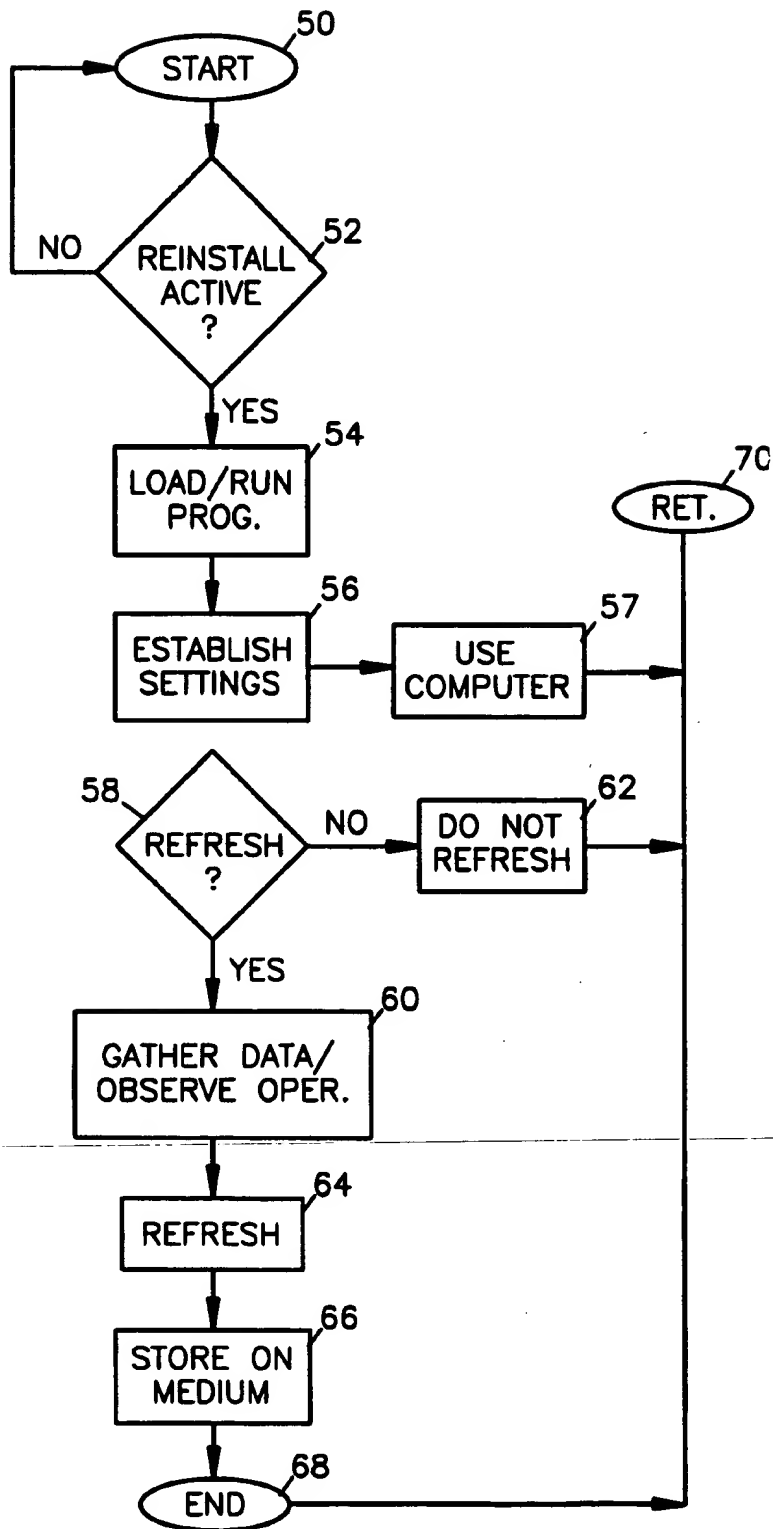 50
START
52
NO
REINSTALL
ACTIVE
?
YES
54
LOAD/RUN
PROG.
70
RET.
56
ESTABLISH
SETTINGS
57
USE
COMPUTER
58
REFRESH
?
NO
62
DO NOT
REFRESH
YES
60
GATHER DATA/
OBSERVE OPER.
64
REFRESH
66
STORE ON
MEDIUM
68
END